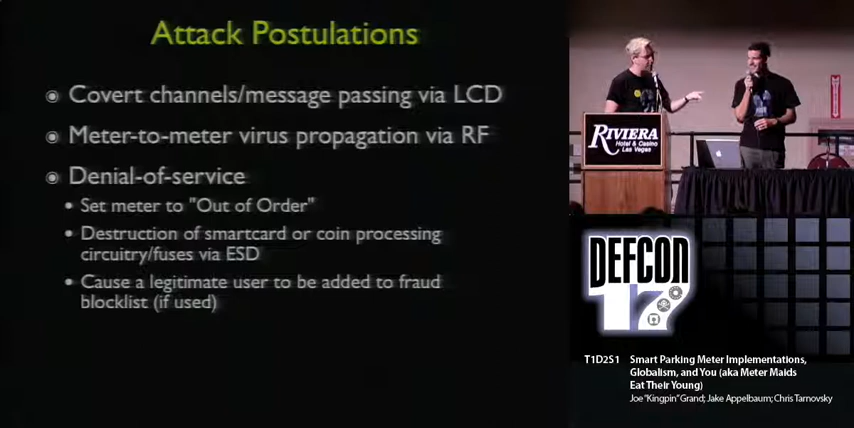 Attack Postulations
Covert channels/message passing via LCD
Meter-to-meter virus propagation via RF
Denial-of-service
Set meter to "Out of Order"
Destruction of smartcard or coin processing
circuitry/fuses via ESD
Cause a legitimate user to be added to fraud
blocklist (if used)
RIVIERA
Hotel & Casino
Las Vegas
DEFCON
17
T1D2S1 Smart Parking Meter Implementations,
Globalism, and You (aka Meter Maids
Eat Their Young)
Joe "Kingpin" Grand; Jake Appelbaum; Chris Tarnovsky